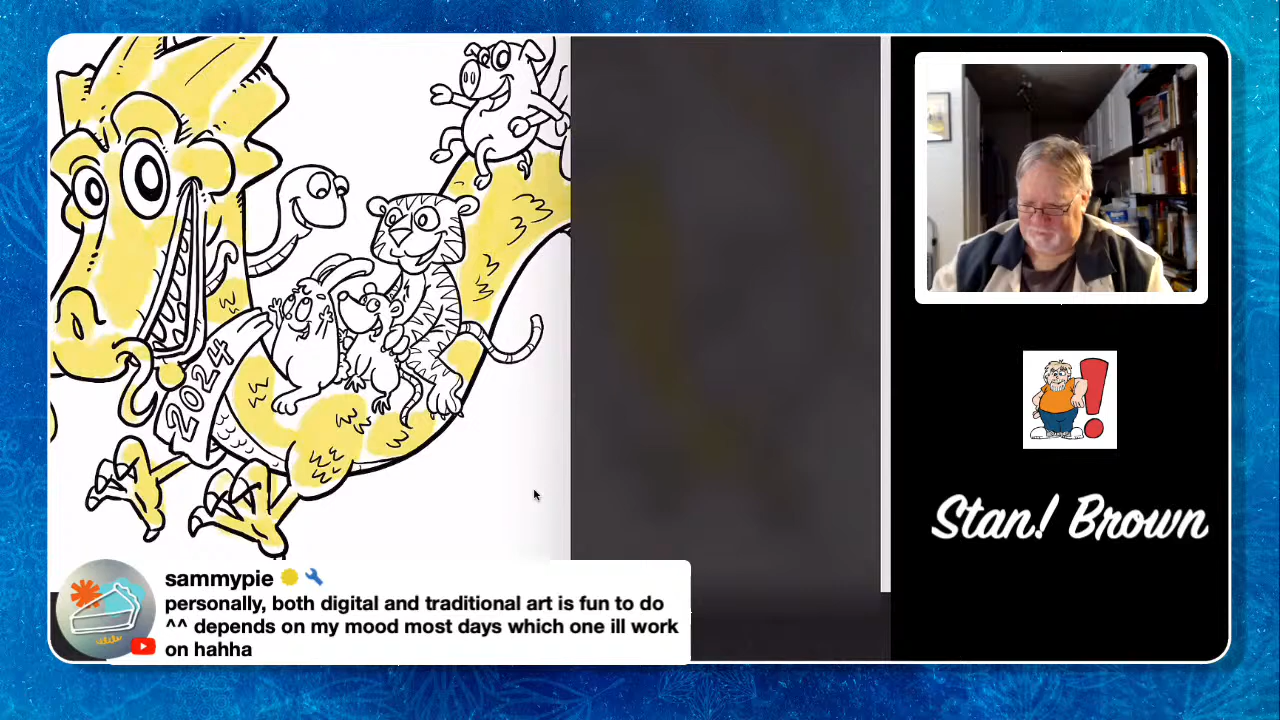 2024
Stan! Brown
sammypie
personally, both digital and traditional art is fun to do
^^ depends on my mood most days which one ill work
on hahha